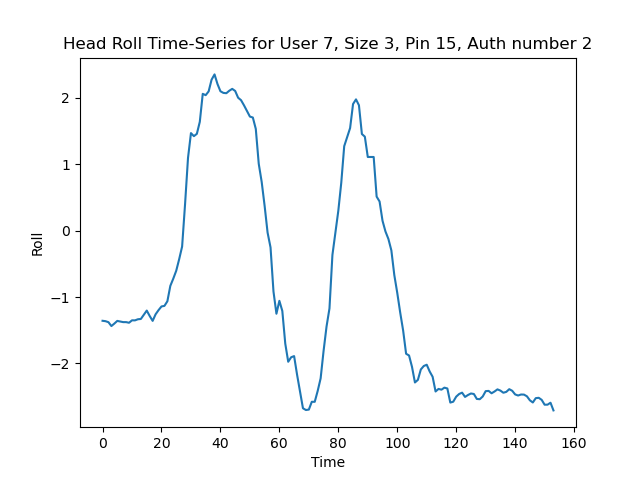 Head Roll Time-Series for User 7, Size 3, Pin 15, Auth number 2
2
1
0
−1
−2
Roll
0 20 40 60 80 100 120 140 160
Time